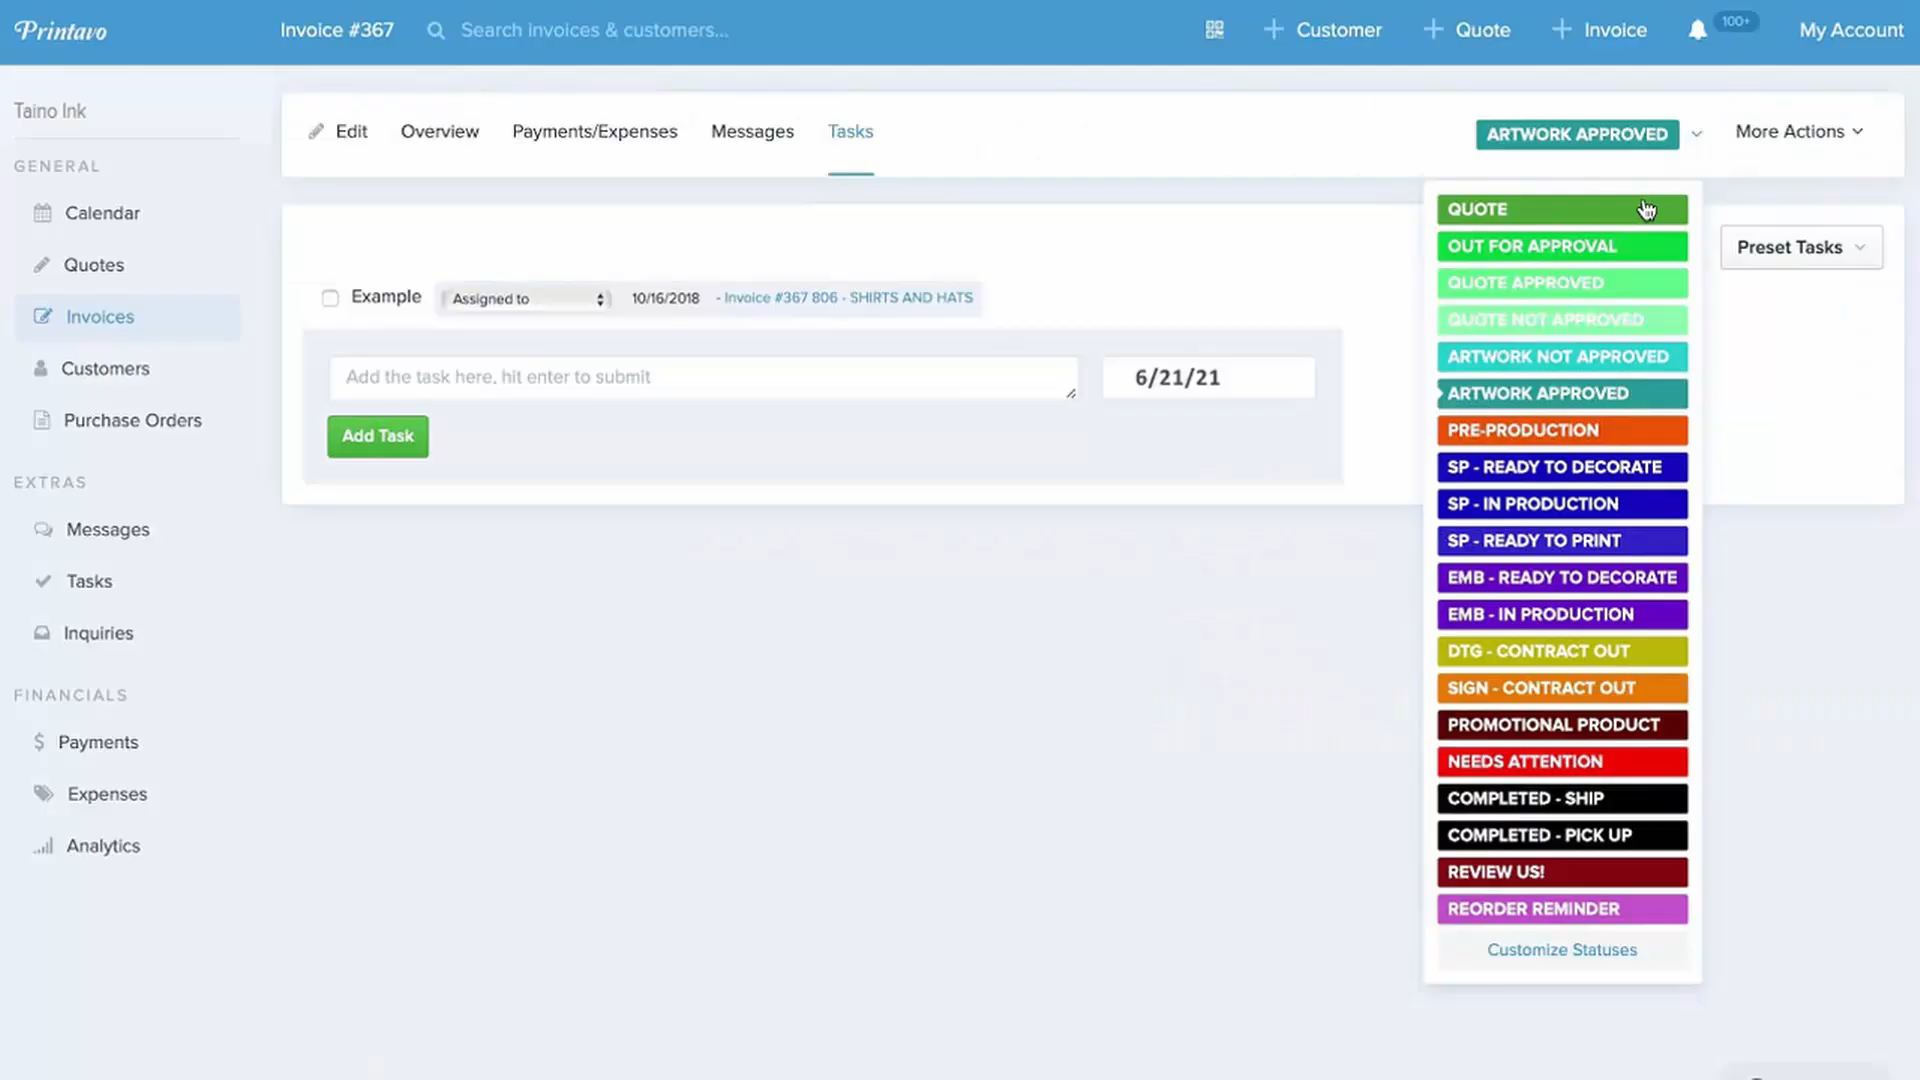 Printavo
Invoice #367
Search invoices & customers...
Customer
Quote
Invoice
100+
My Account
Taino Ink
GENERAL
Calendar
Quotes
Invoices
Customers
Purchase Orders
EXTRAS
Messages
Tasks
Inquiries
FINANCIALS
$ Payments
Expenses
Analytics
Edit
Overview
Payments/Expenses
Messages
Tasks
ARTWORK APPROVED
More Actions
Preset Tasks
Example
Assigned to
10/16/2018
- Invoice #367 806 - SHIRTS AND HATS
Add the task here, hit enter to submit
6/21/21
Add Task
QUOTE
OUT FOR APPROVAL
QUOTE APPROVED
QUOTE NOT APPROVED
ARTWORK NOT APPROVED
ARTWORK APPROVED
PRE-PRODUCTION
SP - READY TO DECORATE
SP - IN PRODUCTION
SP - READY TO PRINT
EMB - READY TO DECORATE
EMB - IN PRODUCTION
DTG - CONTRACT OUT
SIGN - CONTRACT OUT
PROMOTIONAL PRODUCT
NEEDS ATTENTION
COMPLETED - SHIP
COMPLETED - PICK UP
REVIEW US!
REORDER REMINDER
Customize Statuses